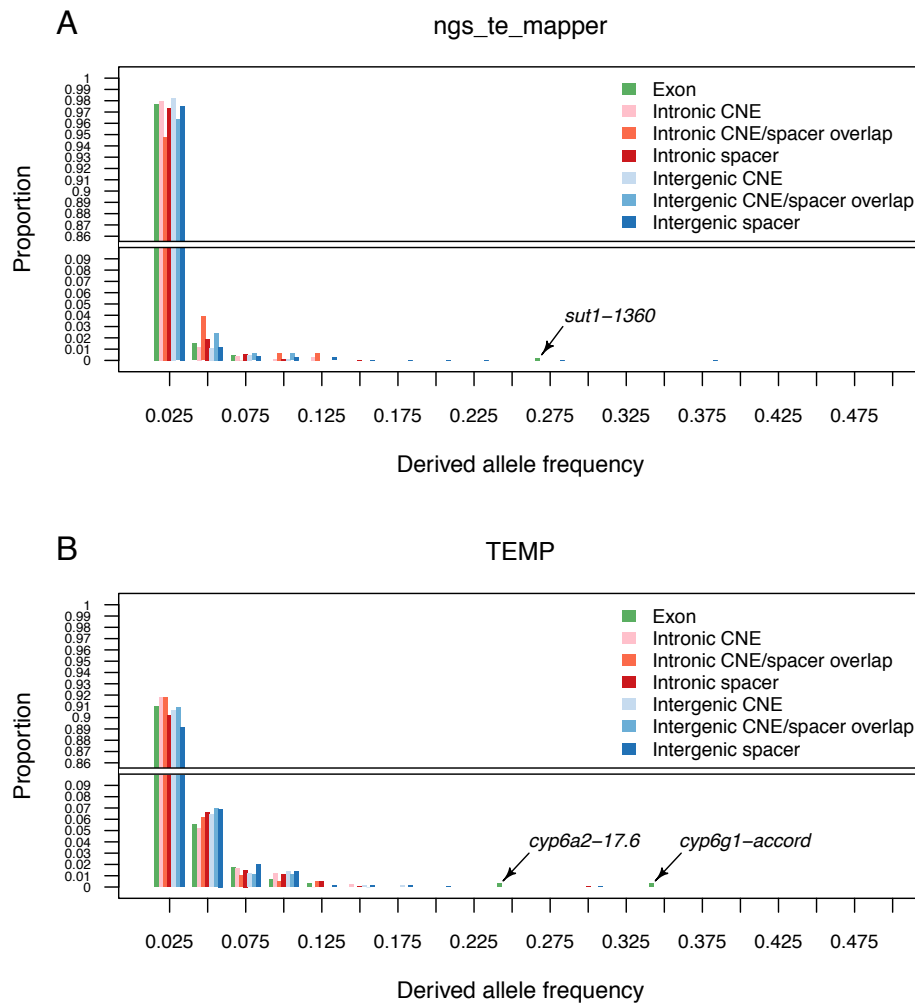 A
ngs_te_mapper
Proportion
1
0.99
0.98
0.97
0.96
0.95
0.94
0.93
0.92
0.91
0.9
0.89
0.88
0.87
0.86
0.09
0.08
0.07
0.06
0.05
0.04
0.03
0.02
0.01
0
Exon
Intronic CNE
Intronic CNE/spacer overlap
Intronic spacer
Intergenic CNE
Intergenic CNE/spacer overlap
Intergenic spacer
sut1−1360
0.025 0.075 0.125 0.175 0.225 0.275 0.325 0.375 0.425 0.475
Derived allele frequency
B
TEMP
Proportion
1
0.99
0.98
0.97
0.96
0.95
0.94
0.93
0.92
0.91
0.9
0.89
0.88
0.87
0.86
0.09
0.08
0.07
0.06
0.05
0.04
0.03
0.02
0.01
0
Exon
Intronic CNE
Intronic CNE/spacer overlap
Intronic spacer
Intergenic CNE
Intergenic CNE/spacer overlap
Intergenic spacer
cyp6a2−17.6 cyp6g1−accord
0.025 0.075 0.125 0.175 0.225 0.275 0.325 0.375 0.425 0.475
Derived allele frequency